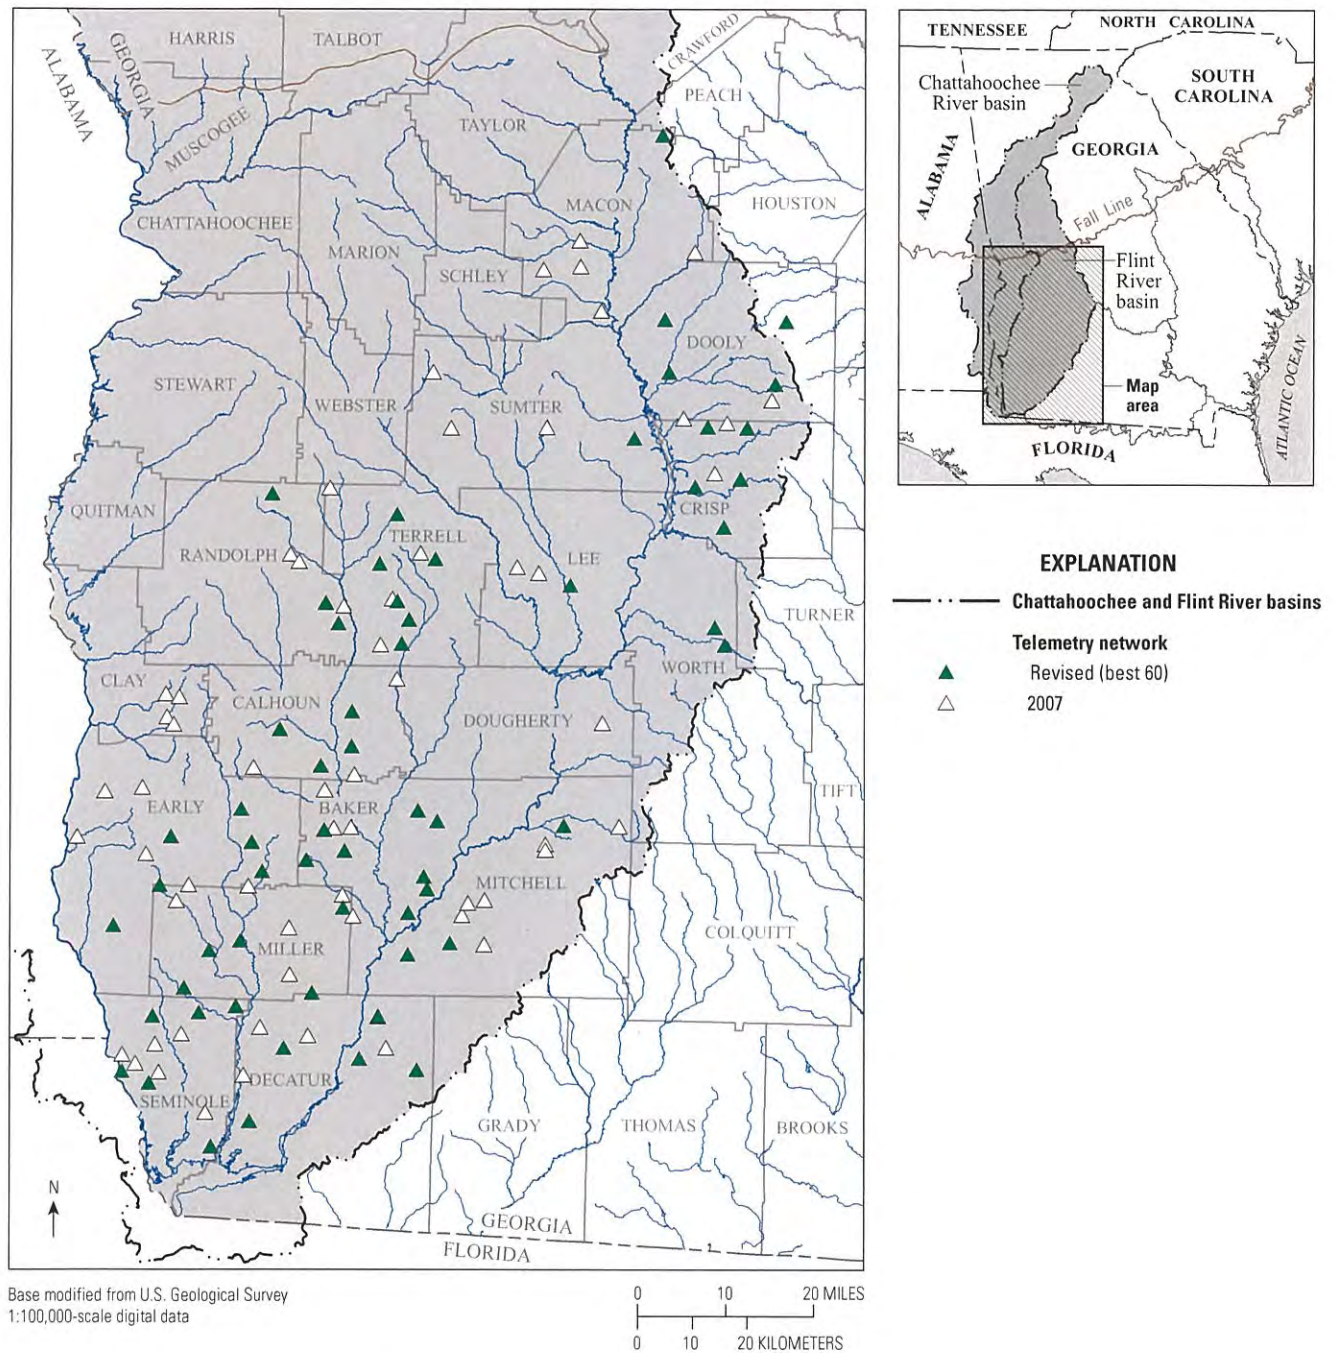 HARRIS
TALBOT
CRAWFORD
GEORGIA
ALABAMA
PEACH
MUSCOGEE
TAYLOR
MACON
HOUSTON
CHATTAHOOCHEE
MARION
SCHLEY
DOOLY
STEWART
WEBSTER
SUMTER
QUITMAN
CRISP
RANDOLPH
TERRELL
LEE
TURNER
WORTH
CLAY
CALHOUN
DOUGHERTY
TIFT
EARLY
BAKER
MITCHELL
COLQUITT
MILLER
DECATUR
SEMINOLE
GRADY
THOMAS
BROOKS
N
GEORGIA
FLORIDA
Base modified from U.S. Geological Survey
1:100,000-scale digital data
0 10 20 MILES
0 10 20 KILOMETERS
TENNESSEE
NORTH CAROLINA
Chattahoochee
River basin
SOUTH
CAROLINA
ALABAMA
GEORGIA
Fall Line
Flint
River
basin
Map
area
FLORIDA
ATLANTIC OCEAN
EXPLANATION
Chattahoochee and Flint River basins
Telemetry network
Revised (best 60)
2007